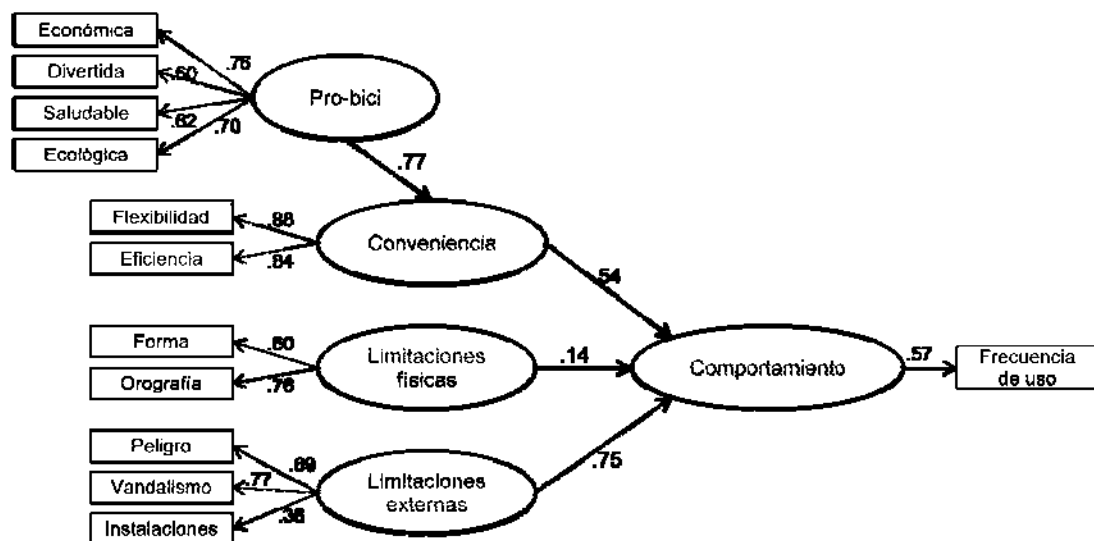 Económica
.76
Divertida
.60
Pro-bici
Saludable
.62
.70
Ecológica
.77
Flexibilidad
.88
Conveniencia
Eficiencia
.84
.54
Forma
.60
Limitaciones
físicas
.14
Comportamiento
.57
Frecuencia
de uso
Orografía
.76
Peligro
.69
.75
Vandalismo
.77
Limitaciones
externas
Instalaciones
.36